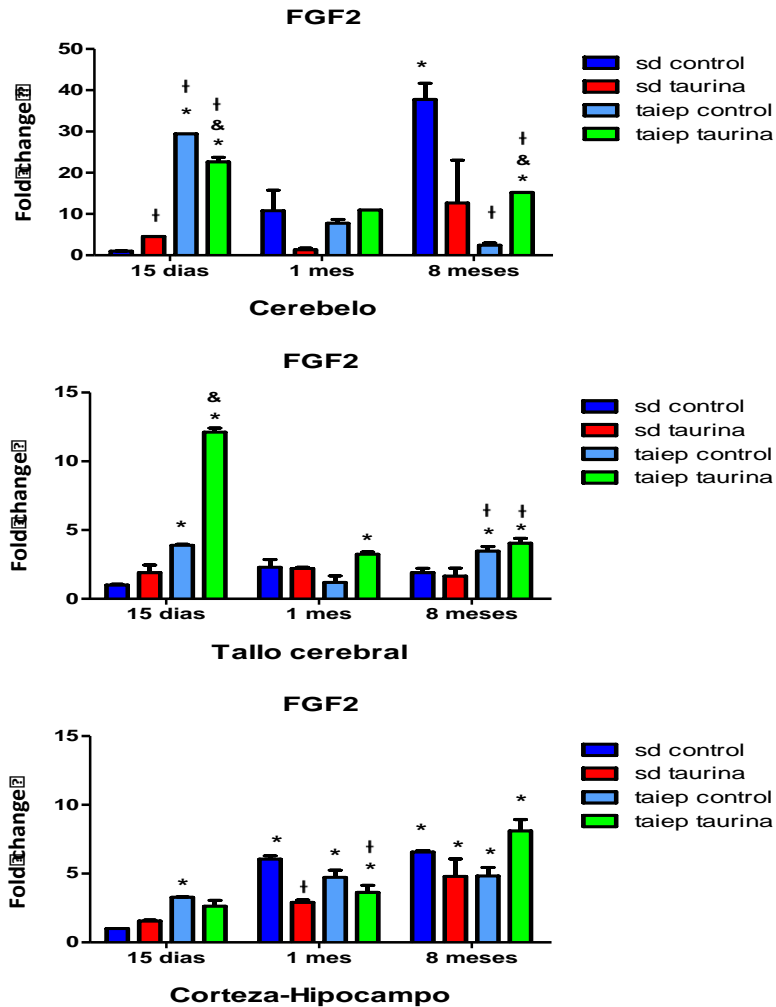 FGF2
Fold change
50
40
30
20
10
0
ƚ
ƚ
*
ƚ
&
*
*
ƚ
ƚ
&
*
15 dias 1 mes 8 meses
Cerebelo
sd control
sd taurina
taiep control
taiep taurina
FGF2
Fold change
15
10
5
0
*
&
*
*
ƚ
*
ƚ
*
15 dias 1 mes 8 meses
Tallo cerebral
sd control
sd taurina
taiep control
taiep taurina
FGF2
Fold change
15
10
5
0
*
*
ƚ
*
ƚ
*
*
*
*
*
15 dias 1 mes 8 meses
Corteza-Hipocampo
sd control
sd taurina
taiep control
taiep taurina